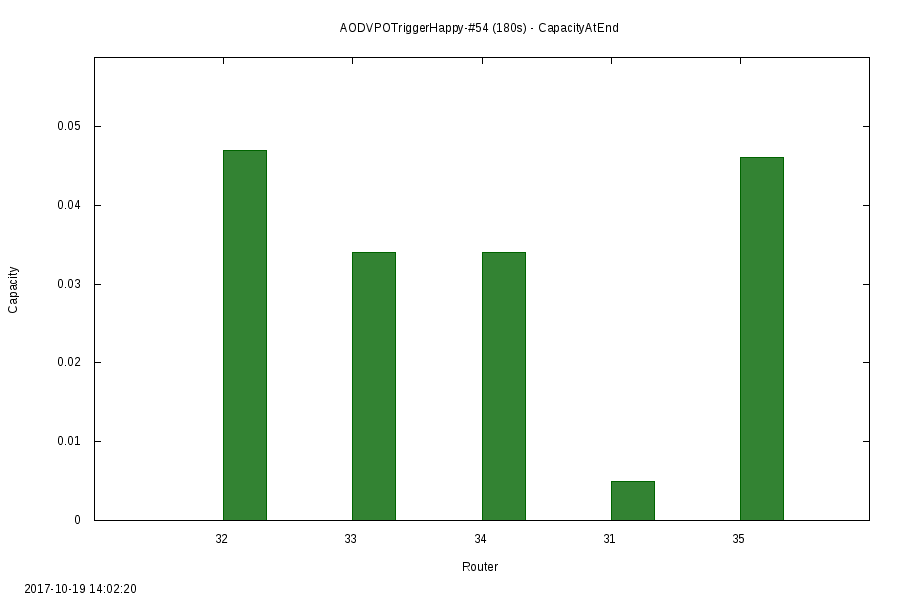 AODVPOTriggerHappy-#54 (180s) - CapacityAtEnd
0.05
0.04
0.03
0.02
0.01
0
Capacity
32 33 34 31 35
Router
2017-10-19 14:02:20